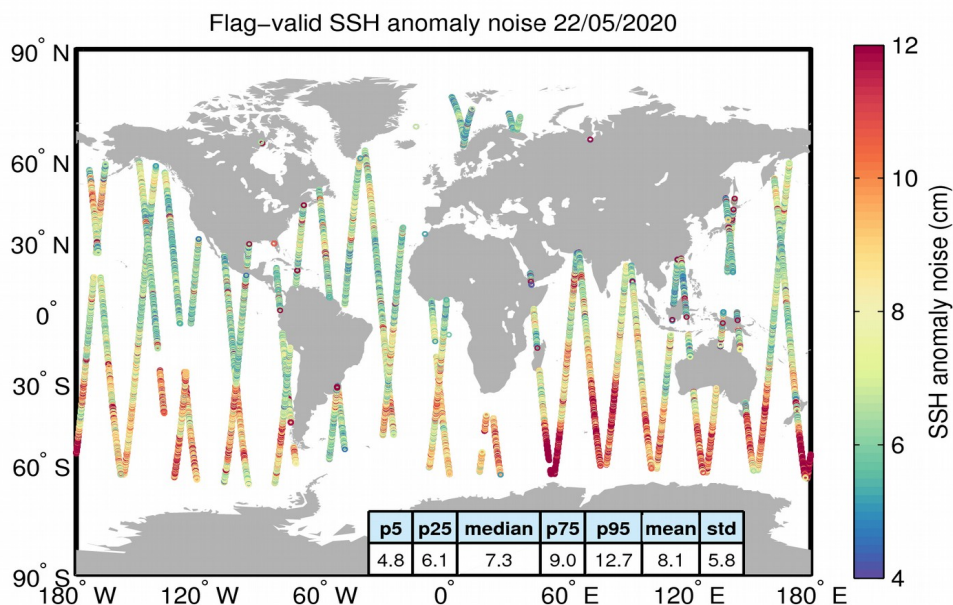 Flag−valid SSH anomaly noise 22/05/2020
90° N
60° N
30° N
0°
30° S
60° S
90° S
180° W
120° W
60° W
0°
60° E
120° E
180° E
12
10
8
6
4
SSH anomaly noise (cm)
p5 p25 median p75 p95 mean std
4.8 6.1 7.3 9.0 12.7 8.1 5.8